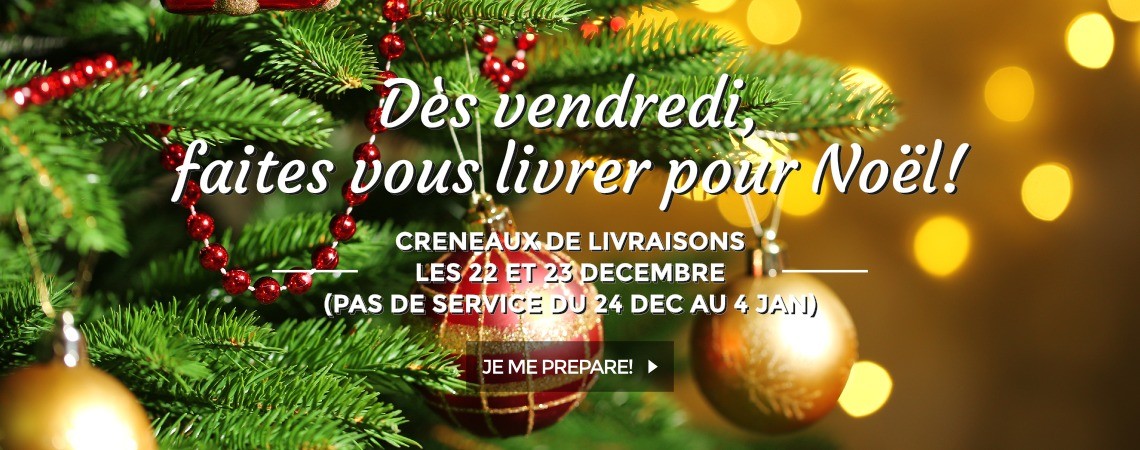 Dès vendredi,
faites vous livrer pour Noël!
CRENEAUX DE LIVRAISONS
LES 22 ET 23 DECEMBRE
(PAS DE SERVICE DU 24 DEC AU 4 JAN)
JE ME PREPARE!